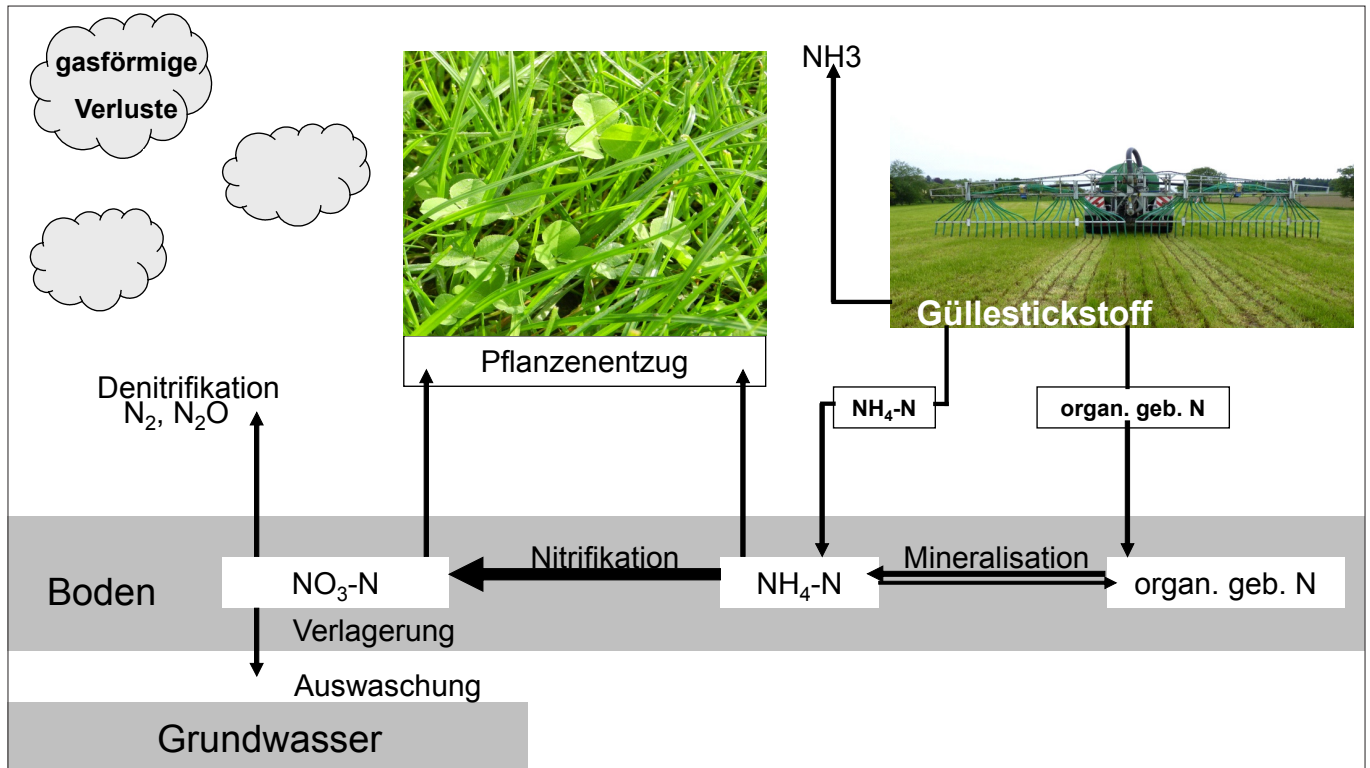 gasförmige
Verluste
NH3
Güllestickstoff
Pflanzenentzug
Denitrifikation
N₂, N₂O
NH₄-N
organ. geb. N
Nitrifikation
Mineralisation
Boden
NO₃-N
NH₄-N
organ. geb. N
Verlagerung
Auswaschung
Grundwasser